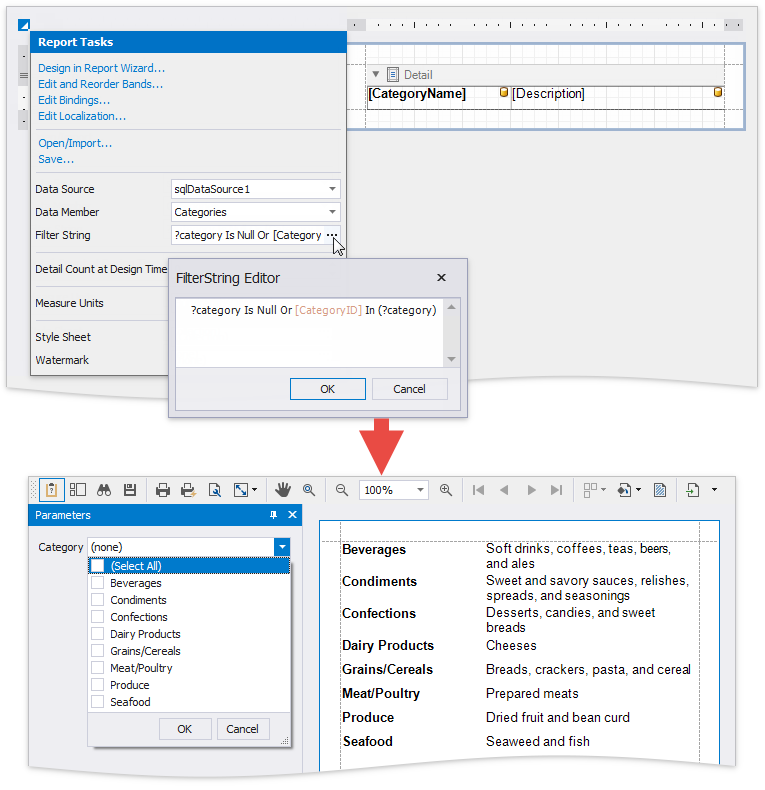 Report Tasks
Design in Report Wizard...
Edit and Reorder Bands...
Edit Bindings...
Edit Localization...
Open/Import...
Save...
Data Source sqlDataSource1
Data Member Categories
Filter String ?category Is Null Or [Category ...
Detail Count at Design Time
Measure Units
Style Sheet
Watermark
Detail
[CategoryName] [Description]
FilterString Editor
?category Is Null Or [CategoryID] In (?category)
OK Cancel
100%
Parameters
Category (none)
(Select All)
Beverages
Condiments
Confections
Dairy Products
Grains/Cereals
Meat/Poultry
Produce
Seafood
OK Cancel
Beverages Soft drinks, coffees, teas, beers,
and ales
Condiments Sweet and savory sauces, relishes,
spreads, and seasonings
Confections Desserts, candies, and sweet
breads
Dairy Products Cheeses
Grains/Cereals Breads, crackers, pasta, and cereal
Meat/Poultry Prepared meats
Produce Dried fruit and bean curd
Seafood Seaweed and fish